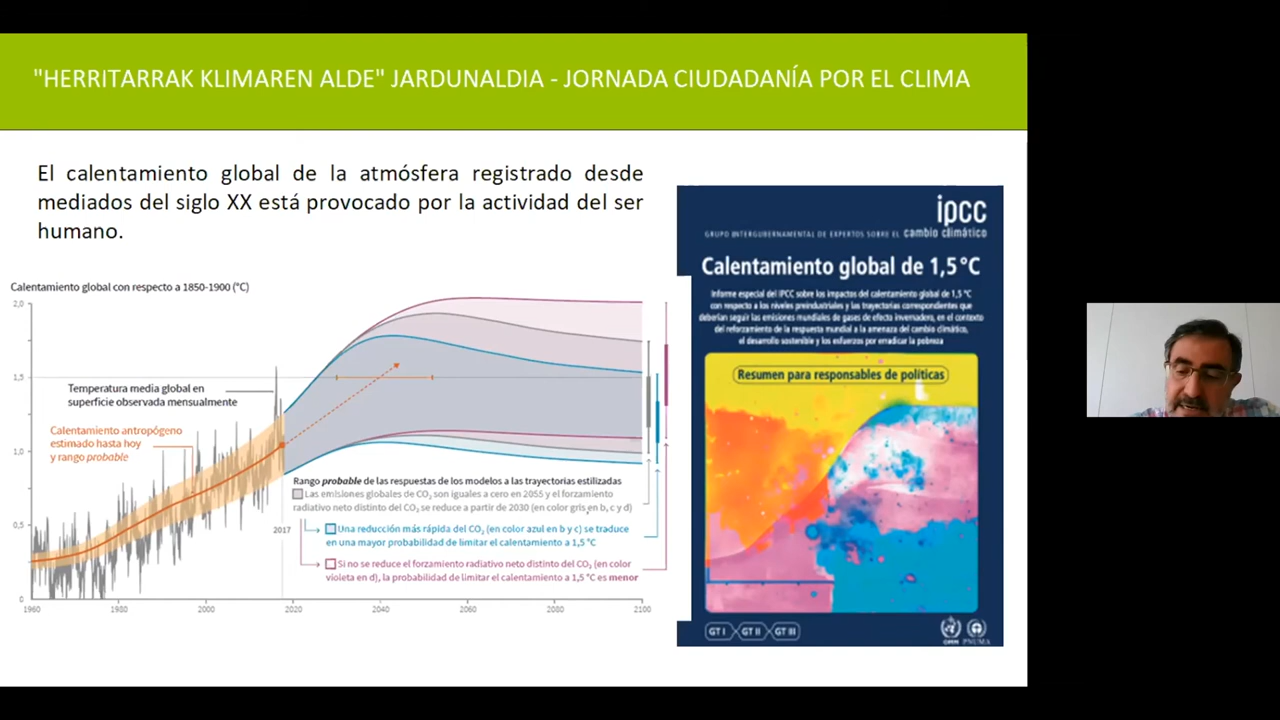 "HERRITARRAK KLIMAREN ALDE" JARDUNALDIA - JORNADA CIUDADANÍA POR EL CLIMA
El calentamiento global de la atmósfera registrado desde
mediados del siglo XX está provocado por la actividad del ser
humano.
Calentamiento global con respecto a 1850-1900 (°C)
2,0
1,5
1,0
0,5
0
Temperatura media global en
superficie observada mensualmente
Calentamiento antropógeno
estimado hasta hoy
y rango probable
2017
Rango probable de las respuestas de los modelos a las trayectorias estilizadas
Las emisiones globales de CO₂ son iguales a cero en 2055 y el forzamiento
radiativo neto distinto del CO₂ se reduce a partir de 2030 (en color gris en b, c y d)
Una reducción más rápida del CO₂ (en color azul en b y c) se traduce
en una mayor probabilidad de limitar el calentamiento a 1,5 °C
Si no se reduce el forzamiento radiativo neto distinto del CO₂ (en color
violeta en d), la probabilidad de limitar el calentamiento a 1,5 °C es menor
1960
1980
2000
2020
2040
2060
2080
2100
ipcc
GRUPO INTERGUBERNAMENTAL DE EXPERTOS SOBRE EL cambio climático
Calentamiento global de 1,5 °C
Informe especial del IPCC sobre los impactos del calentamiento global de 1,5 °C
con respecto a los niveles preindustriales y las trayectorias correspondientes que
deberían seguir las emisiones mundiales de gases de efecto invernadero, en el contexto
del reforzamiento de la respuesta mundial a la amenaza del cambio climático,
el desarrollo sostenible y los esfuerzos por erradicar la pobreza
Resumen para responsables de políticas
GT I GT II GT III
OMM PNUMA